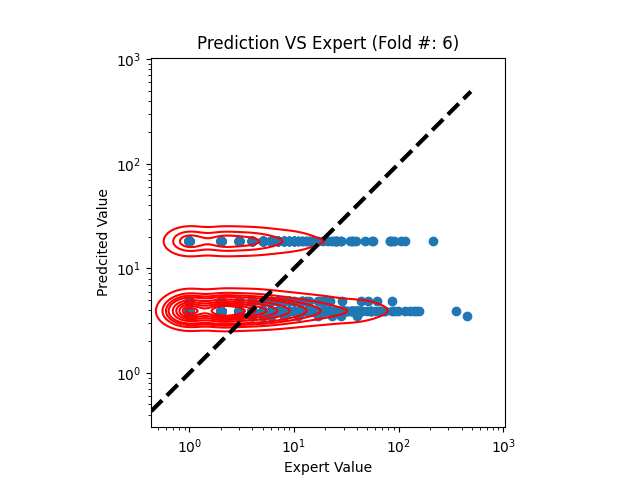 Prediction VS Expert (Fold #: 6)
10³
10²
10¹
10⁰
Predcited Value
10⁰ 10¹ 10² 10³
Expert Value